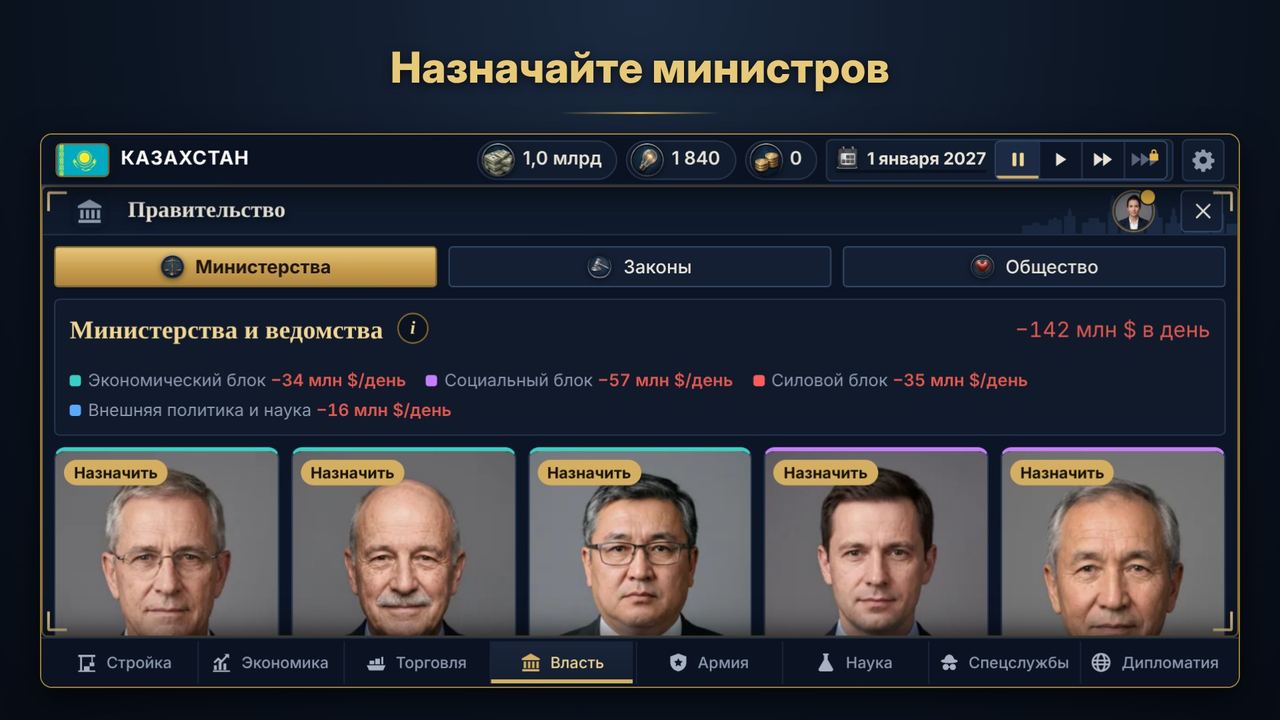 Назначайте министров
КАЗАХСТАН
1,0 млрд
1 840
0
1 января 2027
Правительство
Министерства
Законы
Общество
Министерства и ведомства
i
−142 млн $ в день
Экономический блок −34 млн $/день
Социальный блок −57 млн $/день
Силовой блок −35 млн $/день
Внешняя политика и наука −16 млн $/день
Назначить
Назначить
Назначить
Назначить
Назначить
Стройка
Экономика
Торговля
Власть
Армия
Наука
Спецслужбы
Дипломатия